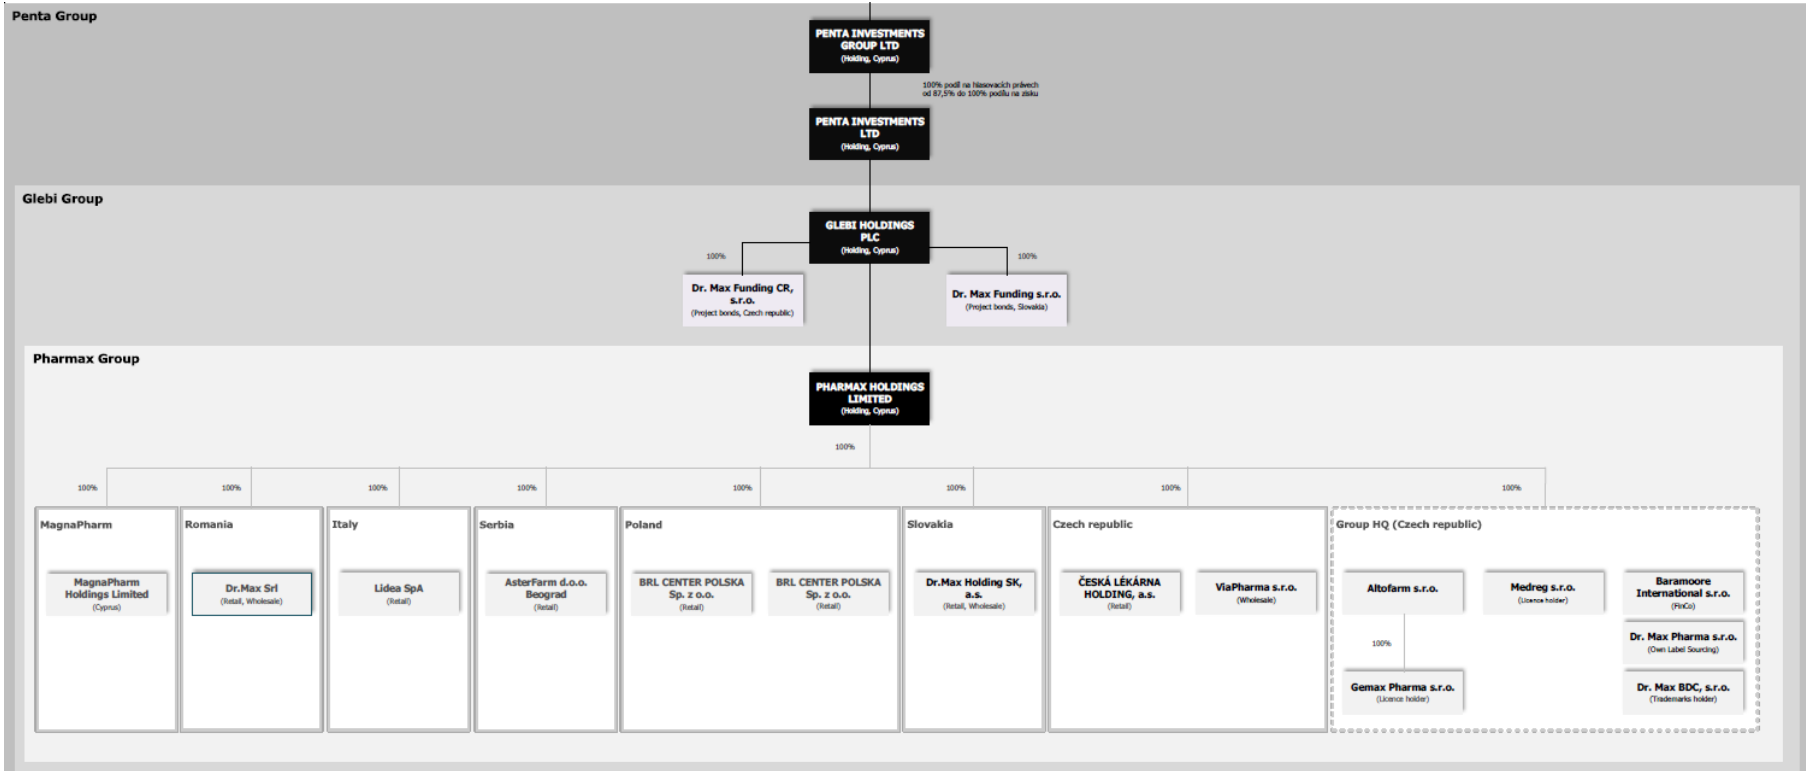 Penta Group
PENTA INVESTMENTS
GROUP LTD
(Holding, Cyprus)
100% podíl na hlasovacích právech
od 87,5% do 100% podílu na zisku
PENTA INVESTMENTS
LTD
(Holding, Cyprus)
Glebi Group
GLEBI HOLDINGS
PLC
(Holding, Cyprus)
100%
100%
Dr. Max Funding CR,
s.r.o.
(Project bonds, Czech republic)
Dr. Max Funding s.r.o.
(Project bonds, Slovakia)
Pharmax Group
PHARMAX HOLDINGS
LIMITED
(Holding, Cyprus)
100%
100%
100%
100%
100%
100%
100%
100%
100%
MagnaPharm
MagnaPharm
Holdings Limited
(Cyprus)
Romania
Dr.Max Srl
(Retail, Wholesale)
Italy
Lidea SpA
(Retail)
Serbia
AsterFarm d.o.o.
Beograd
(Retail)
Poland
BRL CENTER POLSKA
Sp. z o.o.
(Retail)
BRL CENTER POLSKA
Sp. z o.o.
(Retail)
Slovakia
Dr.Max Holding SK,
a.s.
(Retail, Wholesale)
Czech republic
ČESKÁ LÉKÁRNA
HOLDING, a.s.
(Retail)
ViaPharma s.r.o.
(Wholesale)
Group HQ (Czech republic)
Altofarm s.r.o.
100%
Gemax Pharma s.r.o.
(Licence holder)
Medreg s.r.o.
(Licence holder)
Baramoore
International s.r.o.
(FinCo)
Dr. Max Pharma s.r.o.
(Own Label Sourcing)
Dr. Max BDC, s.r.o.
(Trademarks holder)